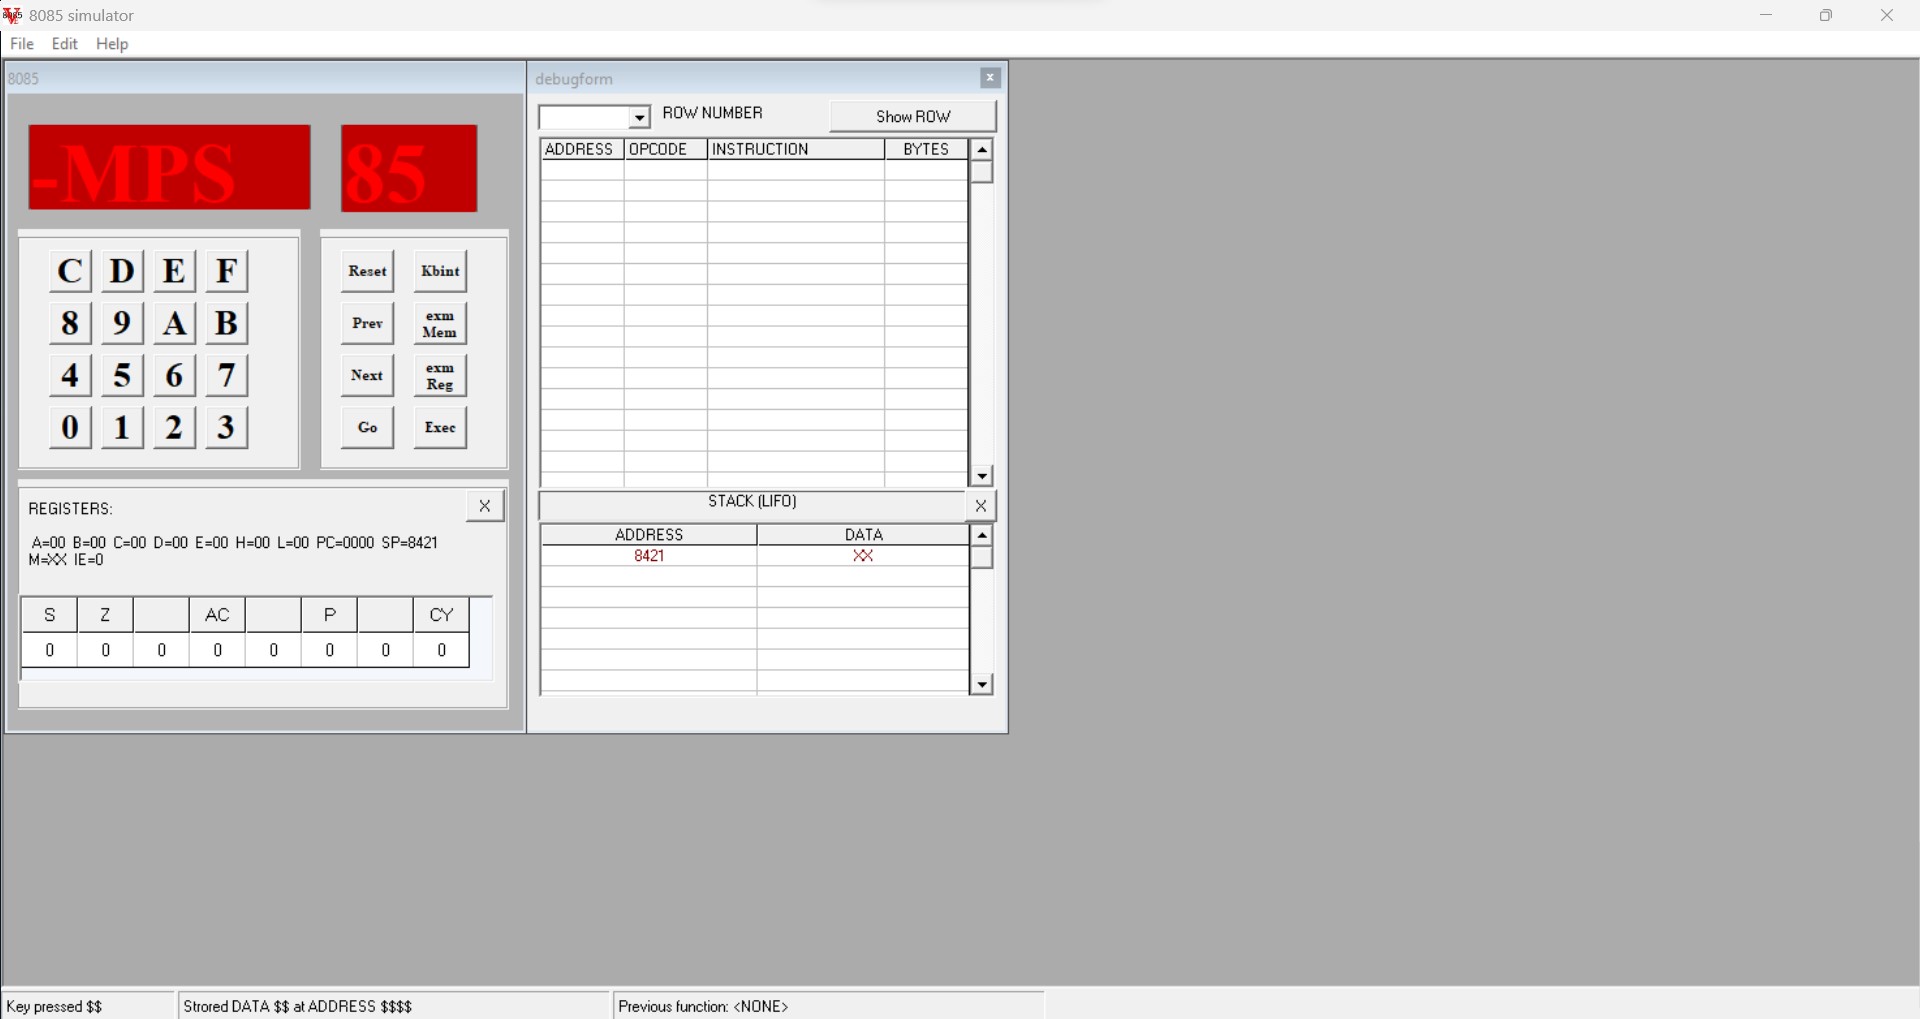 8085 simulator
File Edit Help
8085
-MPS 85
C D E F
8 9 A B
4 5 6 7
0 1 2 3
Reset Kbint
Prev exm Mem
Next exm Reg
Go Exec
REGISTERS: X
A=00 B=00 C=00 D=00 E=00 H=00 L=00 PC=0000 SP=8421
M=XX IE=0
S Z AC P CY
0 0 0 0 0 0 0 0
debugform x
ROW NUMBER Show ROW
ADDRESS OPCODE INSTRUCTION BYTES
STACK (LIFO) X
ADDRESS DATA
8421 XX
Key pressed $$ Strored DATA $$ at ADDRESS $$$$ Previous function: <NONE>